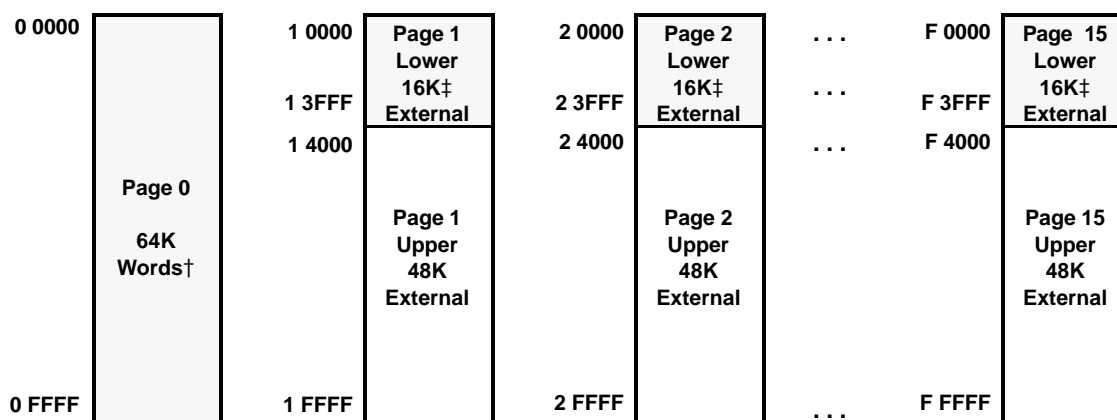 0 0000
Page 0
64K
Words†
0 FFFF
1 0000
1 3FFF
1 4000
1 FFFF
Page 1
Lower
16K‡
External
Page 1
Upper
48K
External
2 0000
2 3FFF
2 4000
2 FFFF
Page 2
Lower
16K‡
External
Page 2
Upper
48K
External
. . .
. . .
. . .
. . .
F 0000
F 3FFF
F 4000
F FFFF
Page 15
Lower
16K‡
External
Page 15
Upper
48K
External